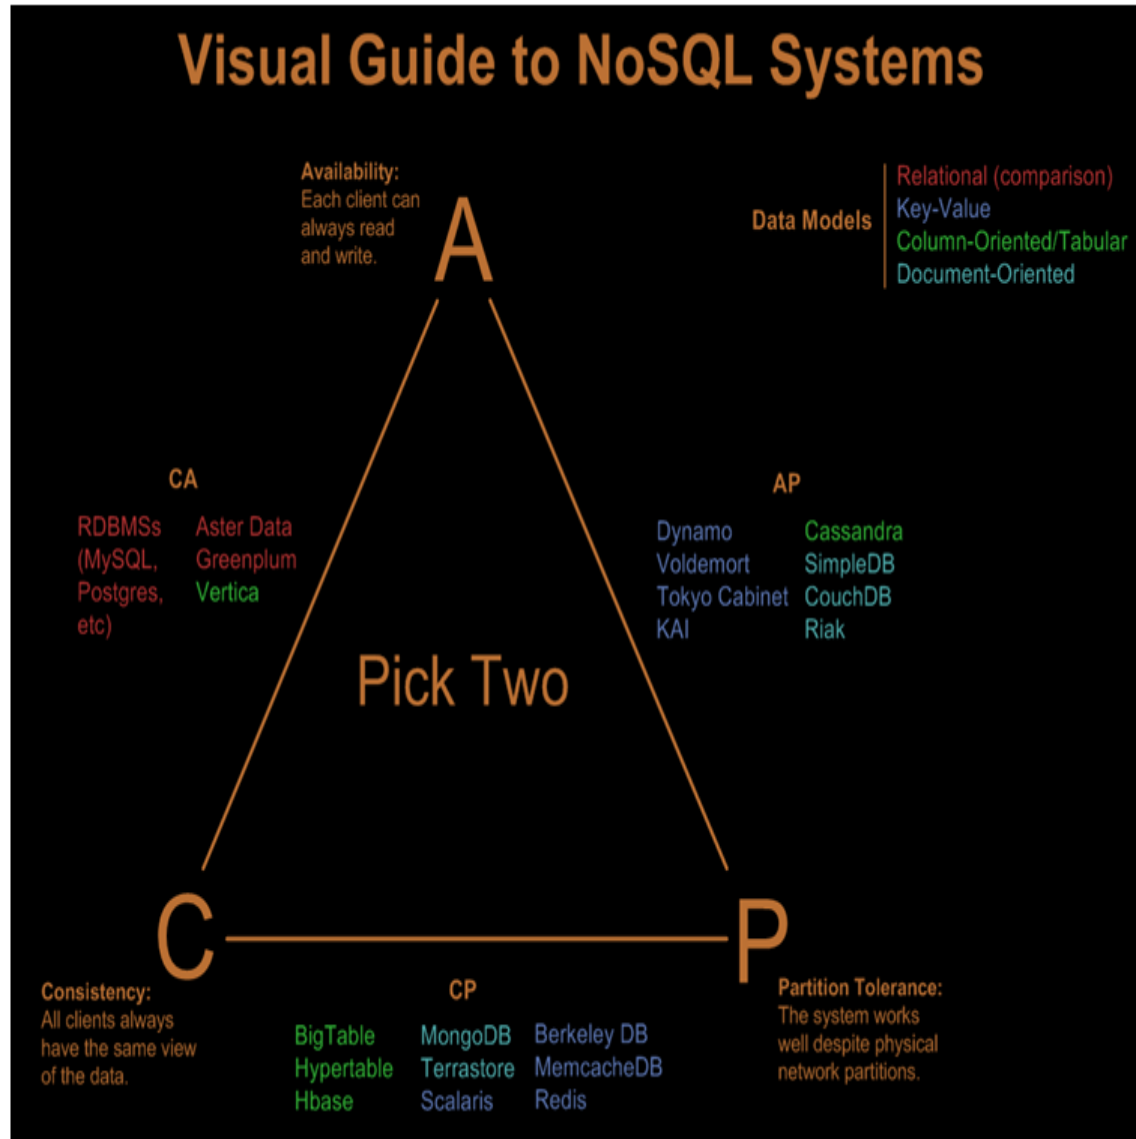 Visual Guide to NoSQL Systems
Availability:
Each client can
always read
and write.
A
Data Models
Relational (comparison)
Key-Value
Column-Oriented/Tabular
Document-Oriented
CA
RDBMSs
(MySQL,
Postgres,
etc)
Aster Data
Greenplum
Vertica
AP
Dynamo
Voldemort
Tokyo Cabinet
KAI
Cassandra
SimpleDB
CouchDB
Riak
Pick Two
C
P
Consistency:
All clients always
have the same view
of the data.
CP
BigTable
Hypertable
Hbase
MongoDB
Terrastore
Scalaris
Berkeley DB
MemcacheDB
Redis
Partition Tolerance:
The system works
well despite physical
network partitions.